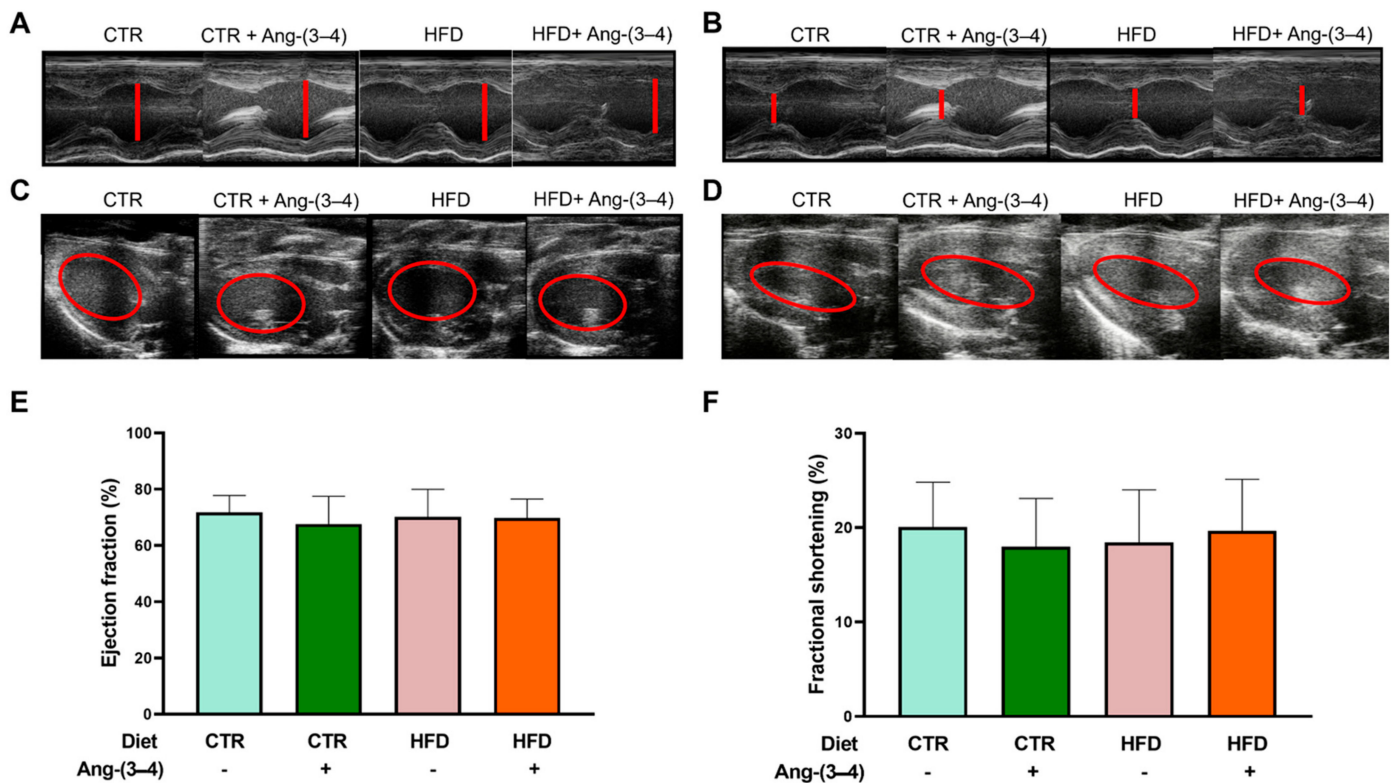 A
CTR CTR + Ang-(3–4) HFD HFD+ Ang-(3–4)
B
CTR CTR + Ang-(3–4) HFD HFD+ Ang-(3–4)
C
CTR CTR + Ang-(3–4) HFD HFD+ Ang-(3–4)
D
CTR CTR + Ang-(3–4) HFD HFD+ Ang-(3–4)
E
Ejection fraction (%)
100
80
60
40
20
0
Diet CTR CTR HFD HFD
Ang-(3–4) - + - +
F
Fractional shortening (%)
30
20
10
0
Diet CTR CTR HFD HFD
Ang-(3–4) - + - +